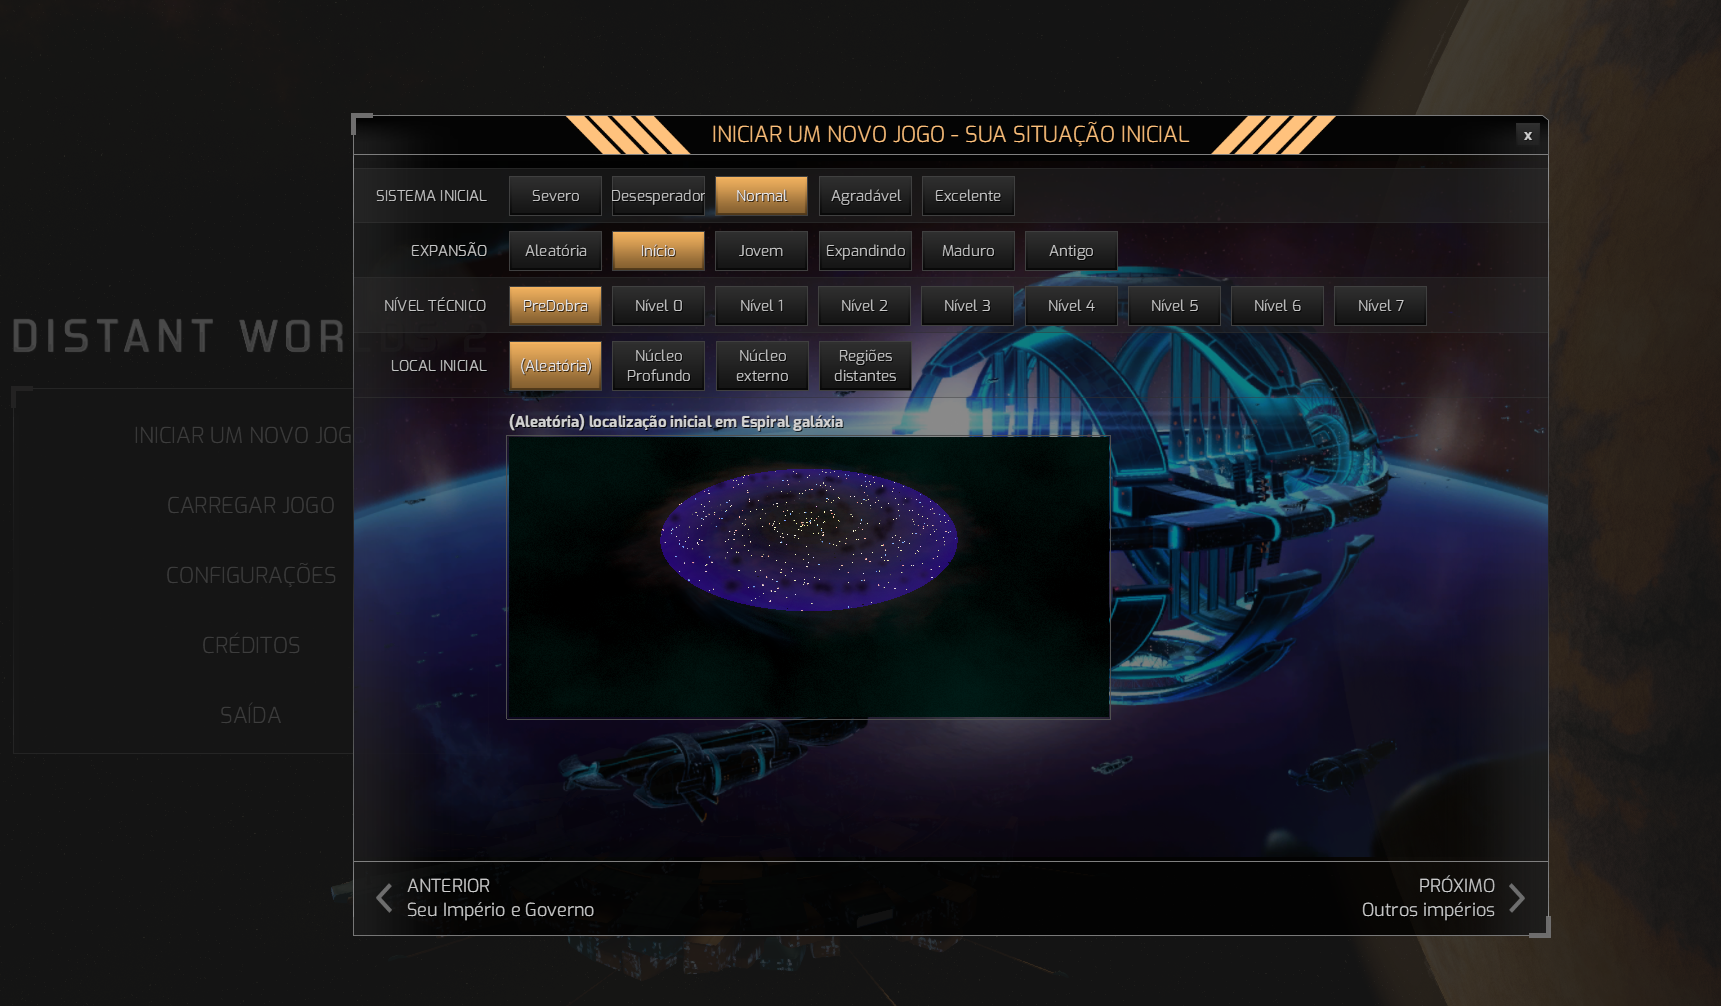 INICIAR UM NOVO JOGO - SUA SITUAÇÃO INICIAL
x
SISTEMA INICIAL Severo Desesperador Normal Agradável Excelente
EXPANSÃO Aleatória Início Jovem Expandindo Maduro Antigo
NÍVEL TÉCNICO PreDobra Nível 0 Nível 1 Nível 2 Nível 3 Nível 4 Nível 5 Nível 6 Nível 7
LOCAL INICIAL (Aleatória) Núcleo Profundo Núcleo externo Regiões distantes
(Aleatória) localização inicial em Espiral galáxia
DISTANT WORLDS 2
INICIAR UM NOVO JOG
CARREGAR JOGO
CONFIGURAÇÕES
CRÉDITOS
SAÍDA
ANTERIOR
Seu Império e Governo
PRÓXIMO
Outros impérios